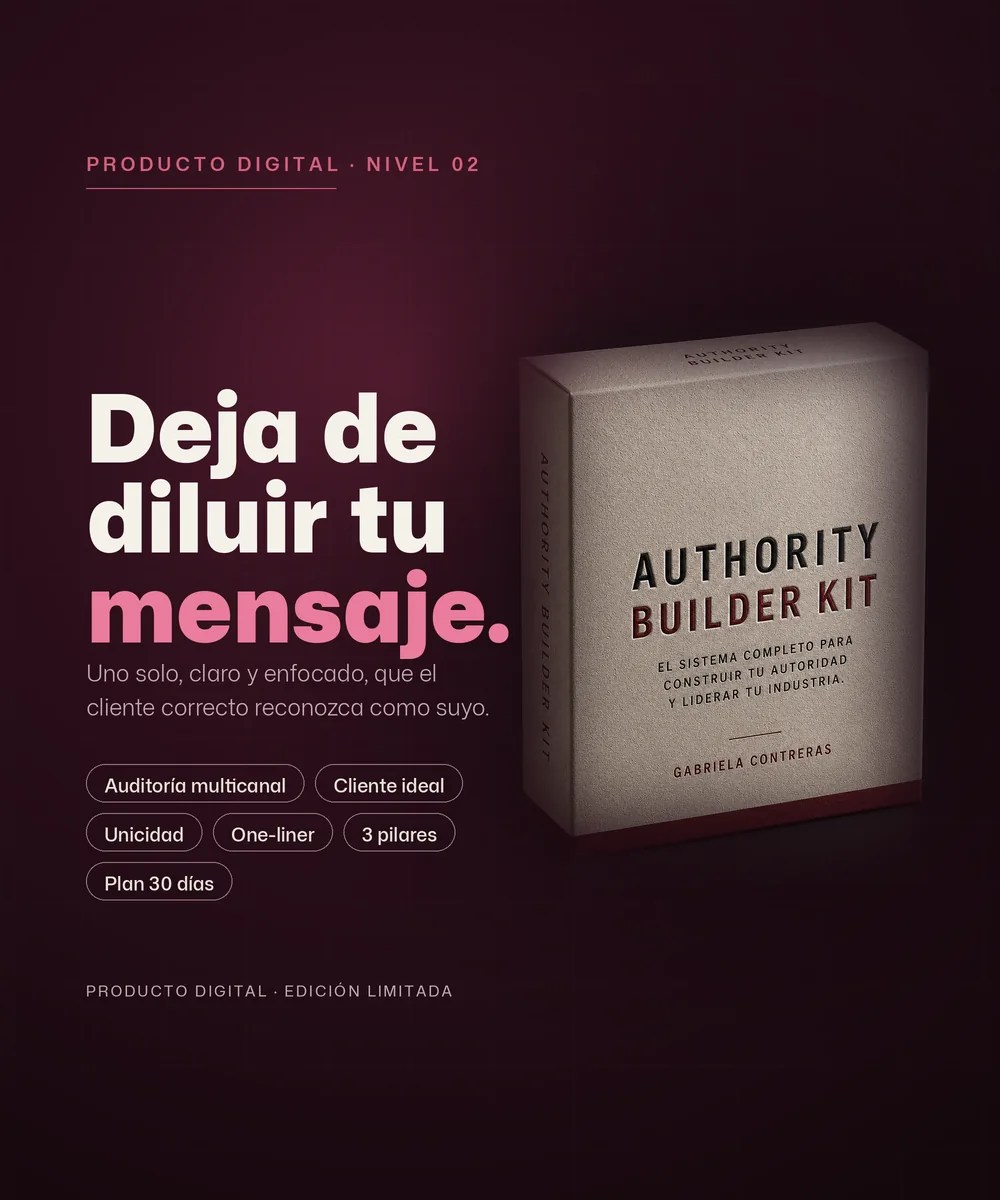 PRODUCTO DIGITAL · NIVEL 02
Deja de
diluir tu
mensaje.
Uno solo, claro y enfocado, que el
cliente correcto reconozca como suyo.
Auditoría multicanal
Cliente ideal
Unicidad
One-liner
3 pilares
Plan 30 días
PRODUCTO DIGITAL · EDICIÓN LIMITADA
AUTHORITY
BUILDER KIT
AUTHORITY BUILDER KIT
AUTHORITY
BUILDER KIT
EL SISTEMA COMPLETO PARA
CONSTRUIR TU AUTORIDAD
Y LIDERAR TU INDUSTRIA.
GABRIELA CONTRERAS